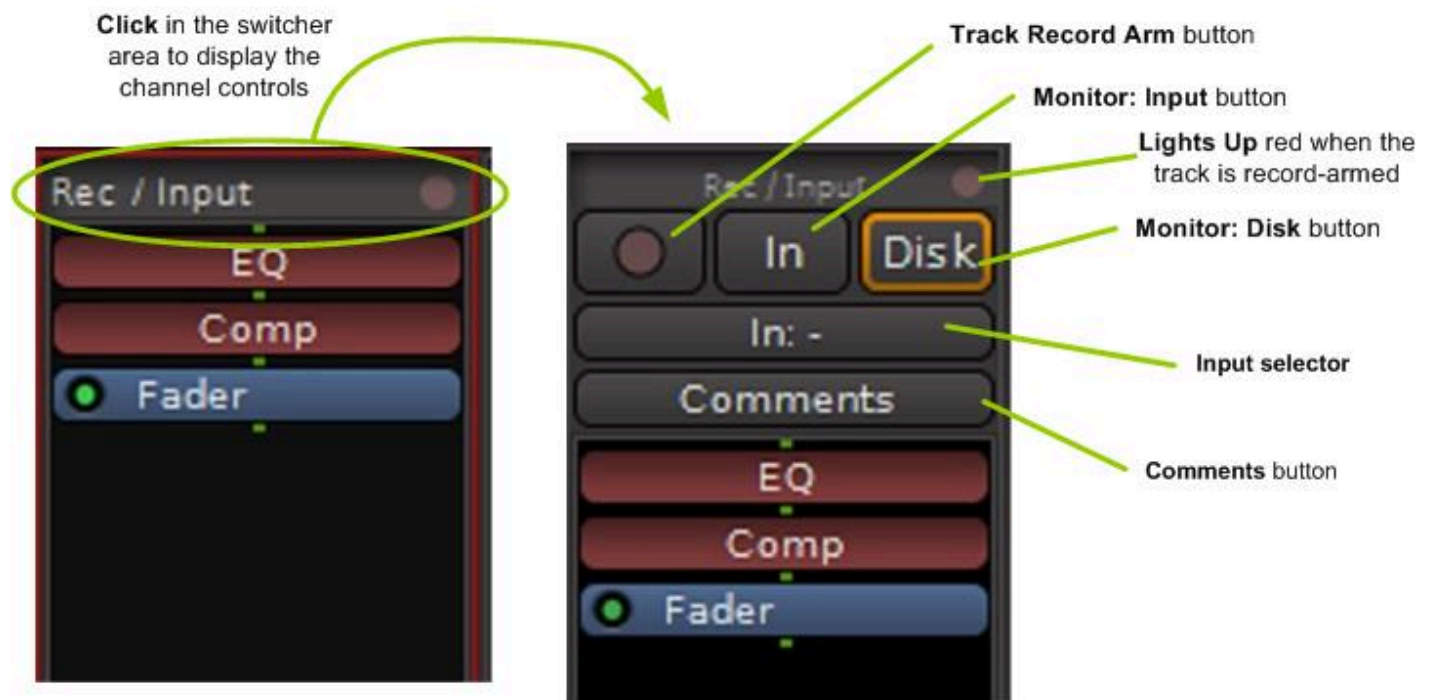 Click in the switcher
area to display the
channel controls
Rec / Input
EQ
Comp
Fader
Track Record Arm button
Monitor: Input button
Lights Up red when the
track is record-armed
Monitor: Disk button
Input selector
Comments button
Rec / Input
In
Disk
In: -
Comments
EQ
Comp
Fader